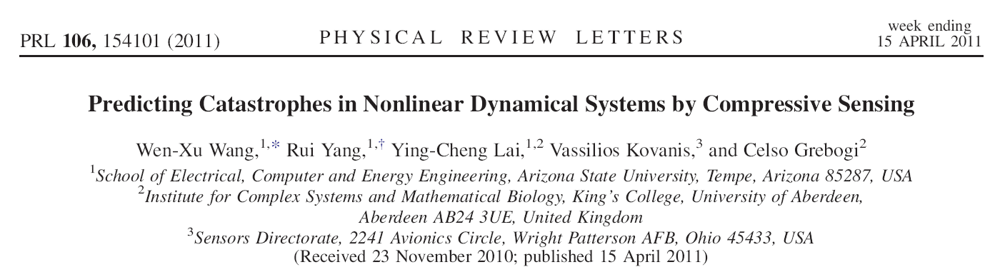 PRL 106, 154101 (2011)
PHYSICAL REVIEW LETTERS
week ending
15 APRIL 2011
Predicting Catastrophes in Nonlinear Dynamical Systems by Compressive Sensing
Wen-Xu Wang,1,* Rui Yang,1,† Ying-Cheng Lai,1,2 Vassilios Kovanis,3 and Celso Grebogi2
1School of Electrical, Computer and Energy Engineering, Arizona State University, Tempe, Arizona 85287, USA
2Institute for Complex Systems and Mathematical Biology, King's College, University of Aberdeen,
Aberdeen AB24 3UE, United Kingdom
3Sensors Directorate, 2241 Avionics Circle, Wright Patterson AFB, Ohio 45433, USA
(Received 23 November 2010; published 15 April 2011)